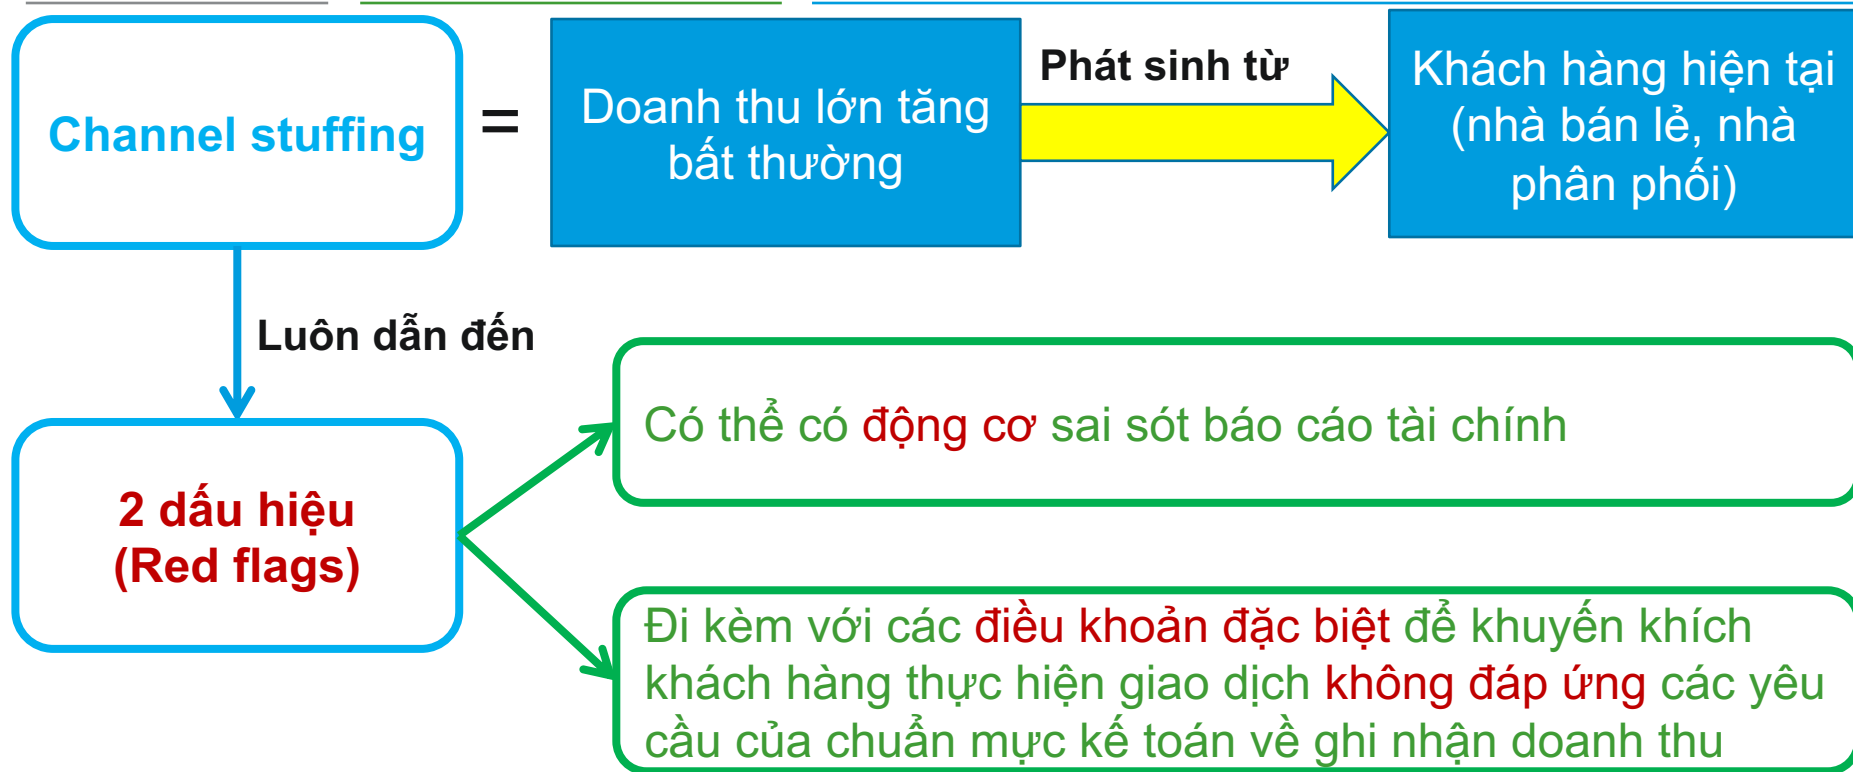 Channel stuffing
=
Doanh thu lớn tăng
bất thường
Phát sinh từ
Khách hàng hiện tại
(nhà bán lẻ, nhà
phân phối)
Luôn dẫn đến
2 dấu hiệu
(Red flags)
Có thể có động cơ sai sót báo cáo tài chính
Đi kèm với các điều khoản đặc biệt để khuyến khích
khách hàng thực hiện giao dịch không đáp ứng các yêu
cầu của chuẩn mực kế toán về ghi nhận doanh thu